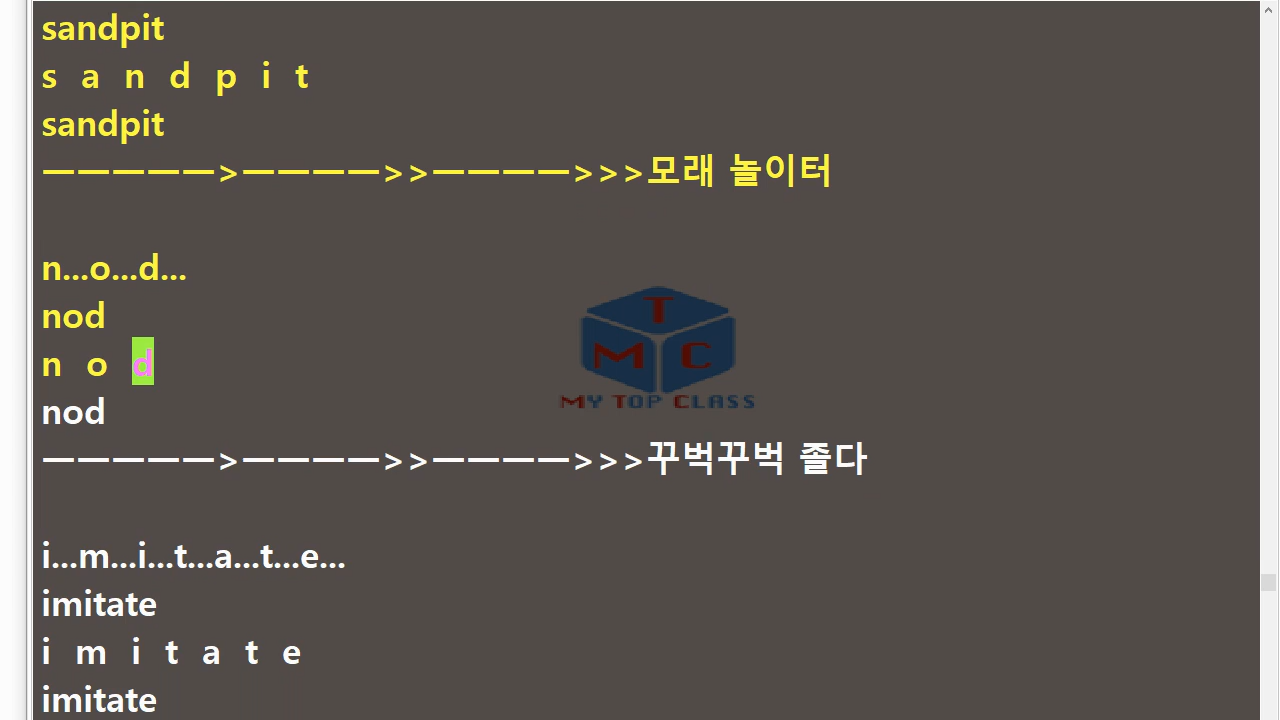 sandpit
s a n d p i t
sandpit
—————>————>>————>>>모래 놀이터
n...o...d...
nod
n o d
nod
—————>————>>————>>>꾸벅꾸벅 졸다
T
M C
MY TOP CLASS
i...m...i...t...a...t...e...
imitate
i m i t a t e
imitate